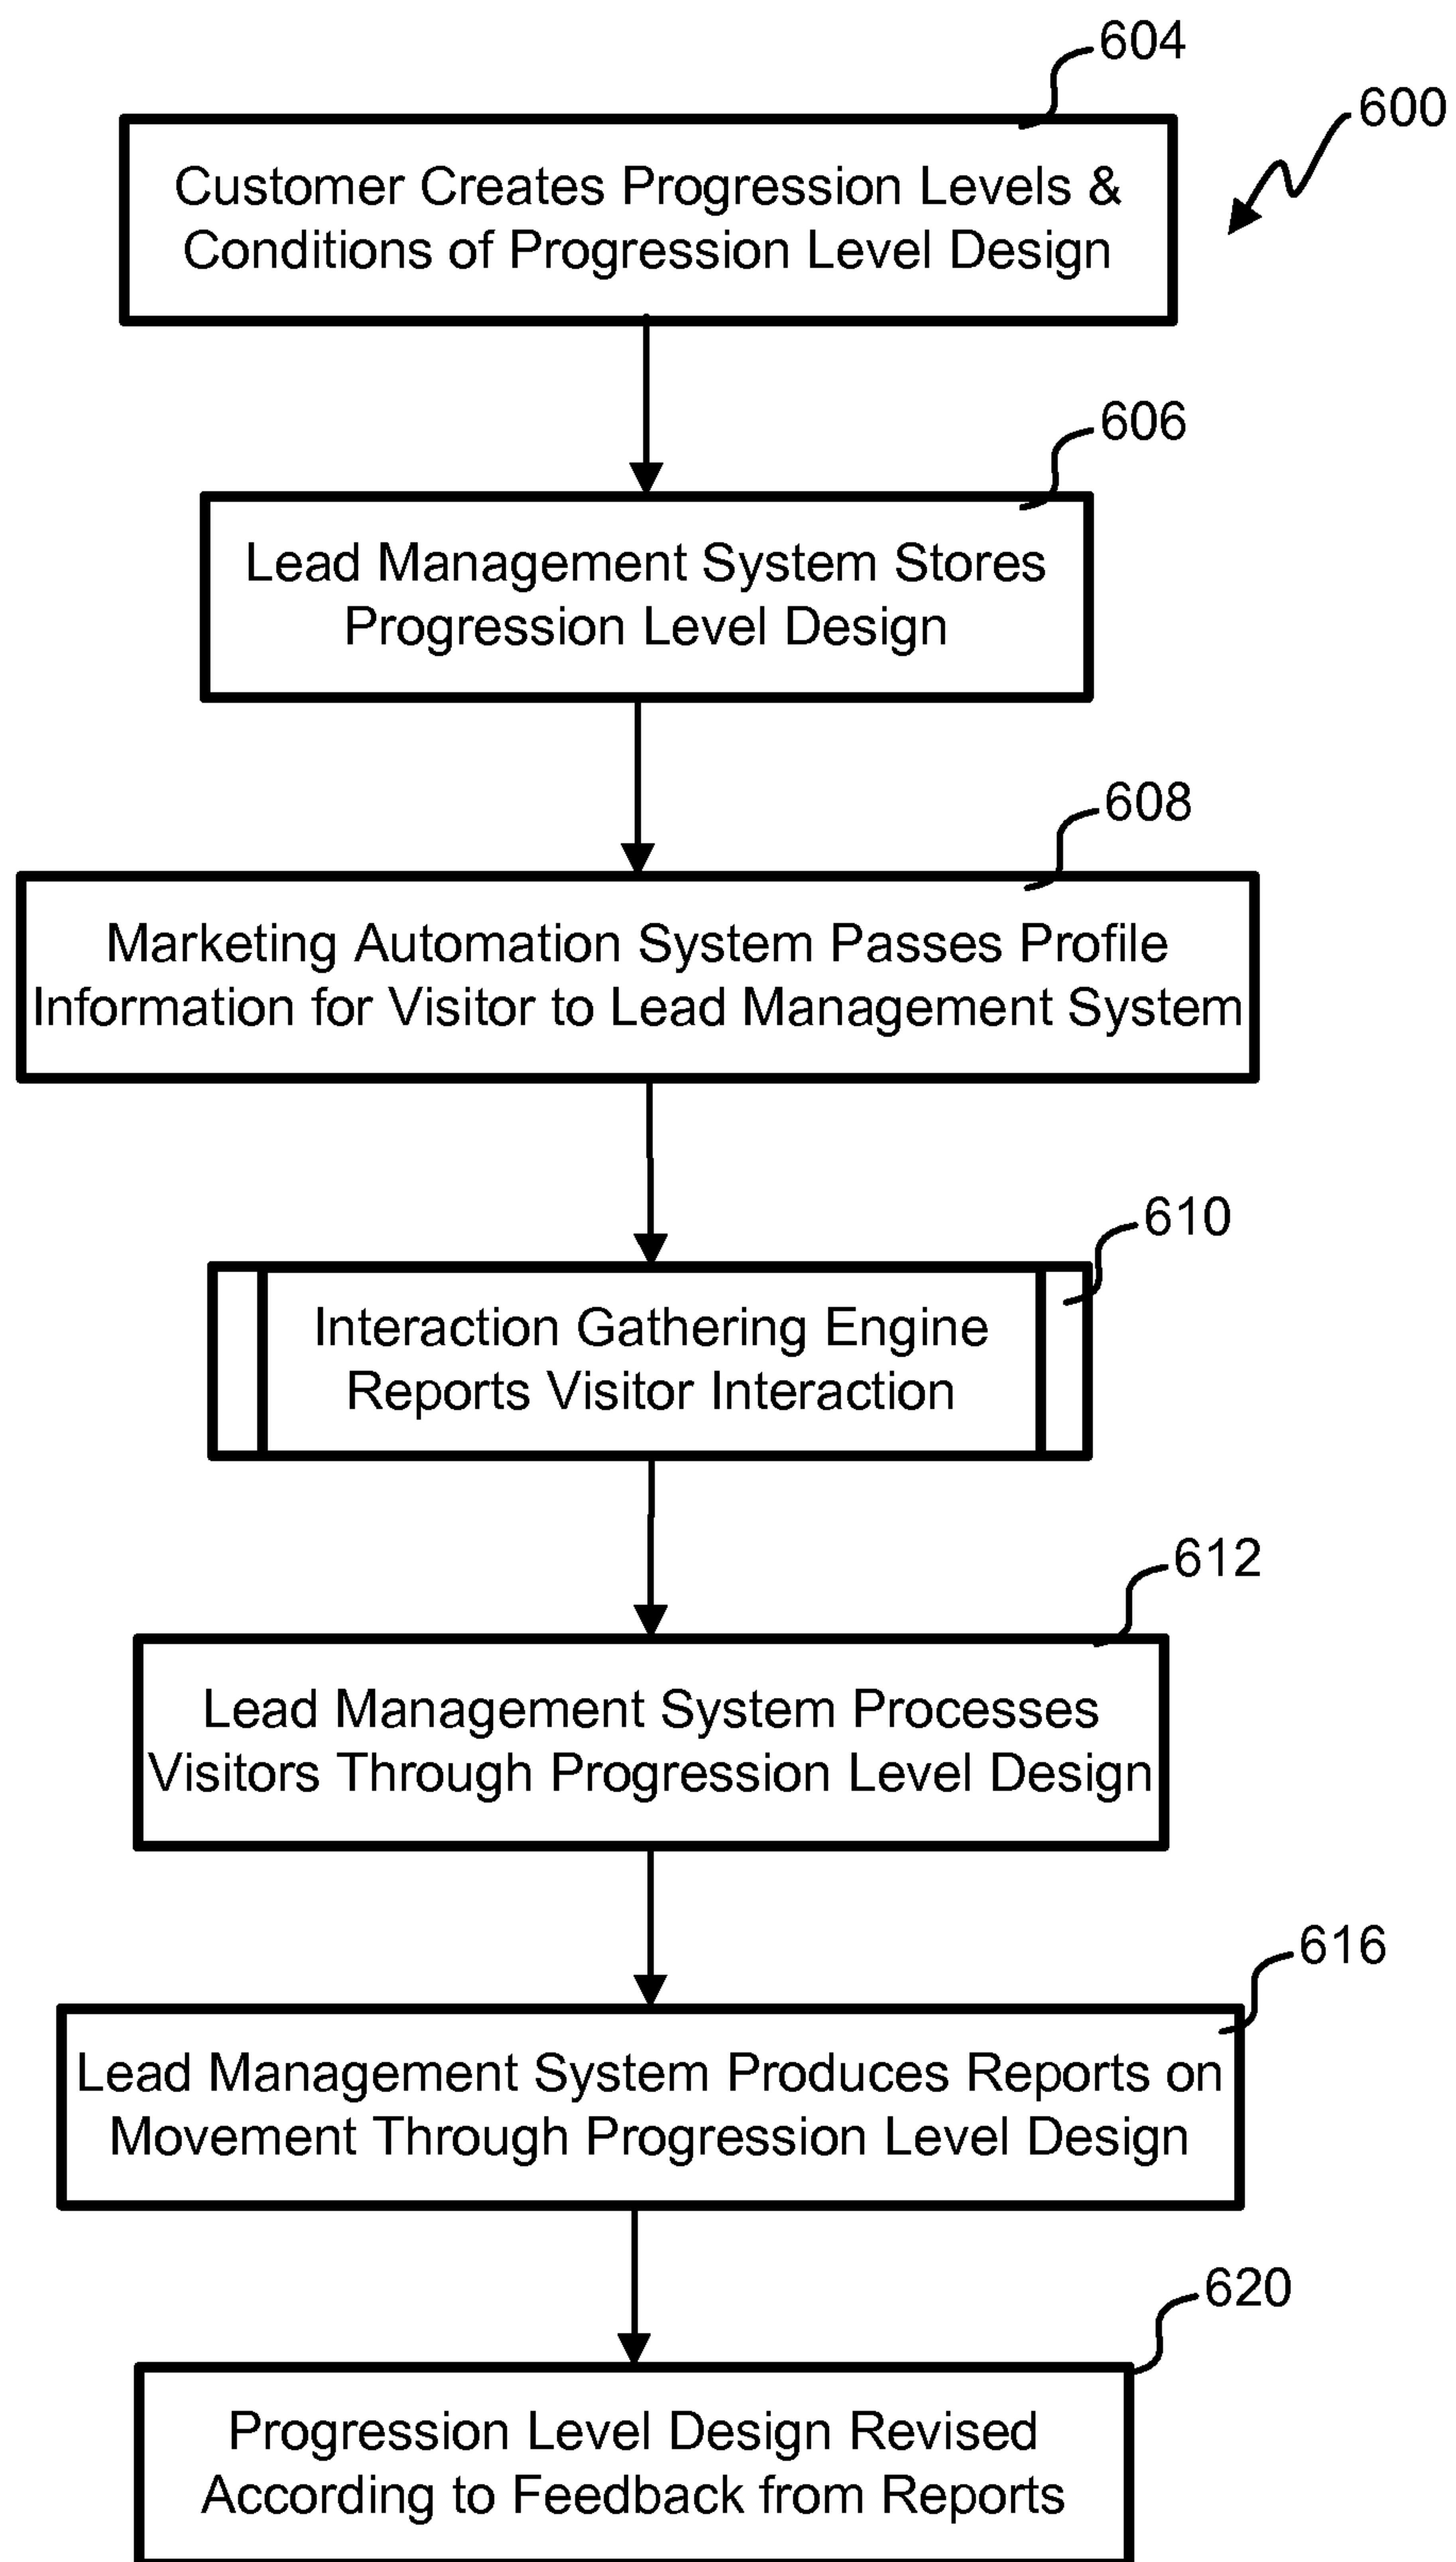 604
600
Customer Creates Progression Levels &
Conditions of Progression Level Design
606
Lead Management System Stores
Progression Level Design
608
Marketing Automation System Passes Profile
Information for Visitor to Lead Management System
610
Interaction Gathering Engine
Reports Visitor Interaction
612
Lead Management System Processes
Visitors Through Progression Level Design
616
Lead Management System Produces Reports on
Movement Through Progression Level Design
620
Progression Level Design Revised
According to Feedback from Reports